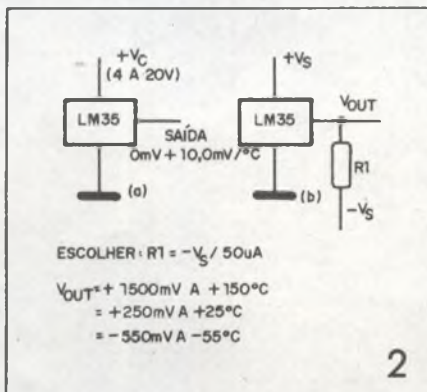 +VC
(4 A 20V)
LM35
SAÍDA
0mV + 10,0mV/°C
(a)
+VS
LM35
VOUT
R1
(b)
-VS
ESCOLHER: R1 = -VS / 50uA
VOUT = + 1500mV A + 150°C
= +250mV A +25°C
= -550mV A -55°C
2